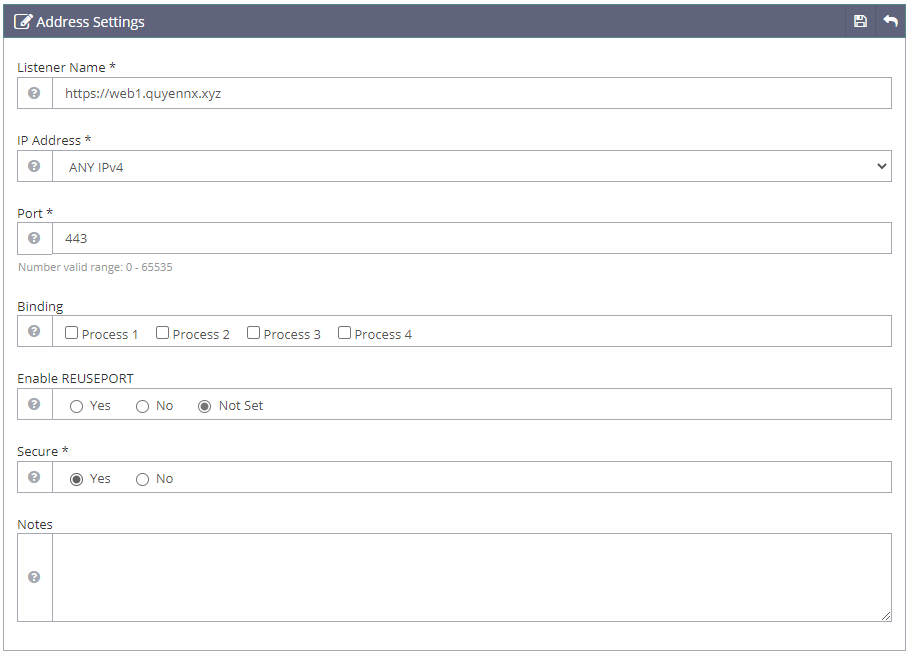 Address Settings
Listener Name *
https://web1.quyennx.xyz
IP Address *
ANY IPv4
Port *
443
Number valid range: 0 - 65535
Binding
Process 1 Process 2 Process 3 Process 4
Enable REUSEPORT
Yes No Not Set
Secure *
Yes No
Notes